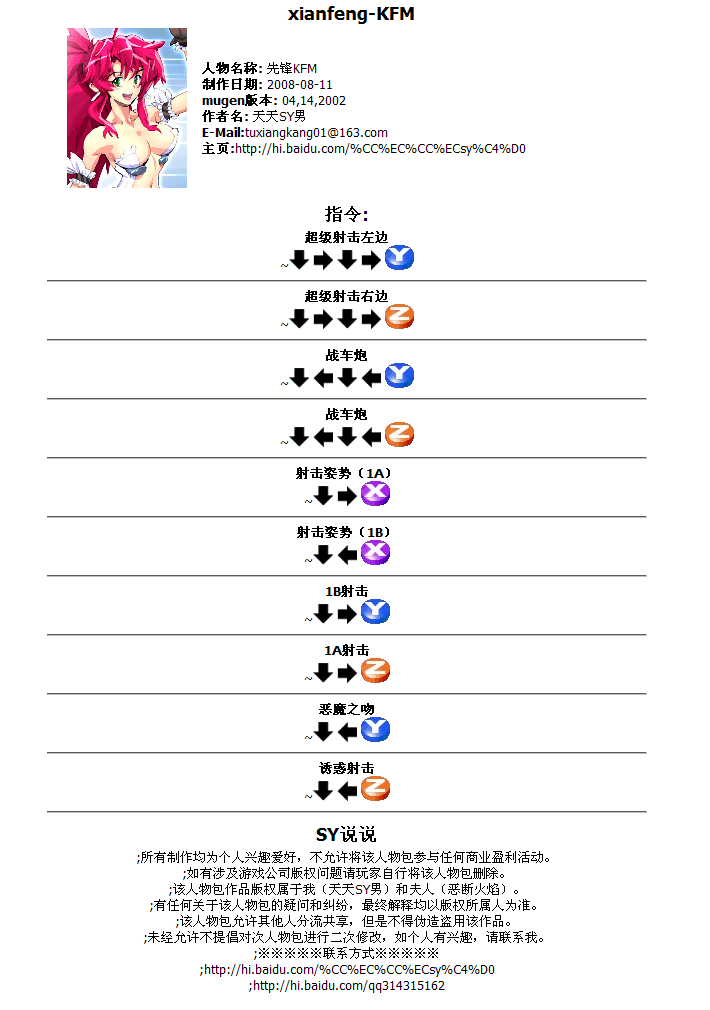 xianfeng-KFM
人物名称: 先锋KFM
制作日期: 2008-08-11
mugen版本: 04,14,2002
作者名: 天天SY男
E-Mail:tuxiangkang01@163.com
主页:http://hi.baidu.com/%CC%EC%CC%ECsy%C4%D0
指令:
超级射击左边
~⬇➡⬇➡Y
超级射击右边
~⬇➡⬇➡Z
战车炮
~⬇⬅⬇⬅Y
战车炮
~⬇⬅⬇⬅Z
射击姿势（1A）
~⬇➡X
射击姿势（1B）
~⬇⬅X
1B射击
~⬇➡Y
1A射击
~⬇➡Z
恶魔之吻
~⬇⬅Y
诱惑射击
~⬇⬅Z
SY说说
;所有制作均为个人兴趣爱好，不允许将该人物包参与任何商业盈利活动。
;如有涉及游戏公司版权问题请玩家自行将该人物包删除。
;该人物包作品版权属于我（天天SY男）和夫人（恶断火焰）。
;有任何关于该人物包的疑问和纠纷，最终解释均以版权所属人为准。
;该人物包允许其他人分流共享，但是不得伪造盗用该作品。
;未经允许不提倡对次人物包进行二次修改，如个人有兴趣，请联系我。
;※※※※※联系方式※※※※※
;http://hi.baidu.com/%CC%EC%CC%ECsy%C4%D0
;http://hi.baidu.com/qq314315162